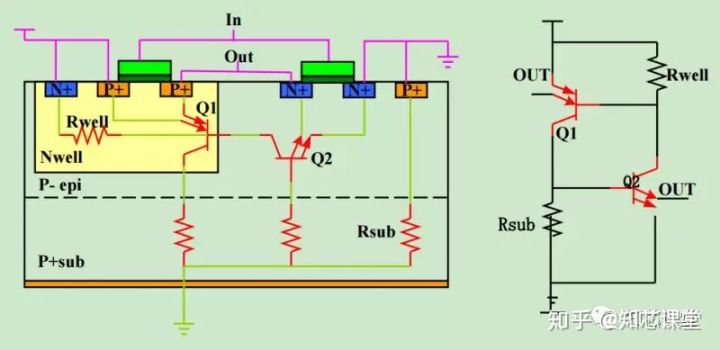 In
Out
N+
P+
P+
N+
N+
P+
Q1
Rwell
Nwell
Q2
P- epi
Rsub
P+sub
OUT
Rwell
Q1
Q2
OUT
Rsub
知乎 @知芯课堂